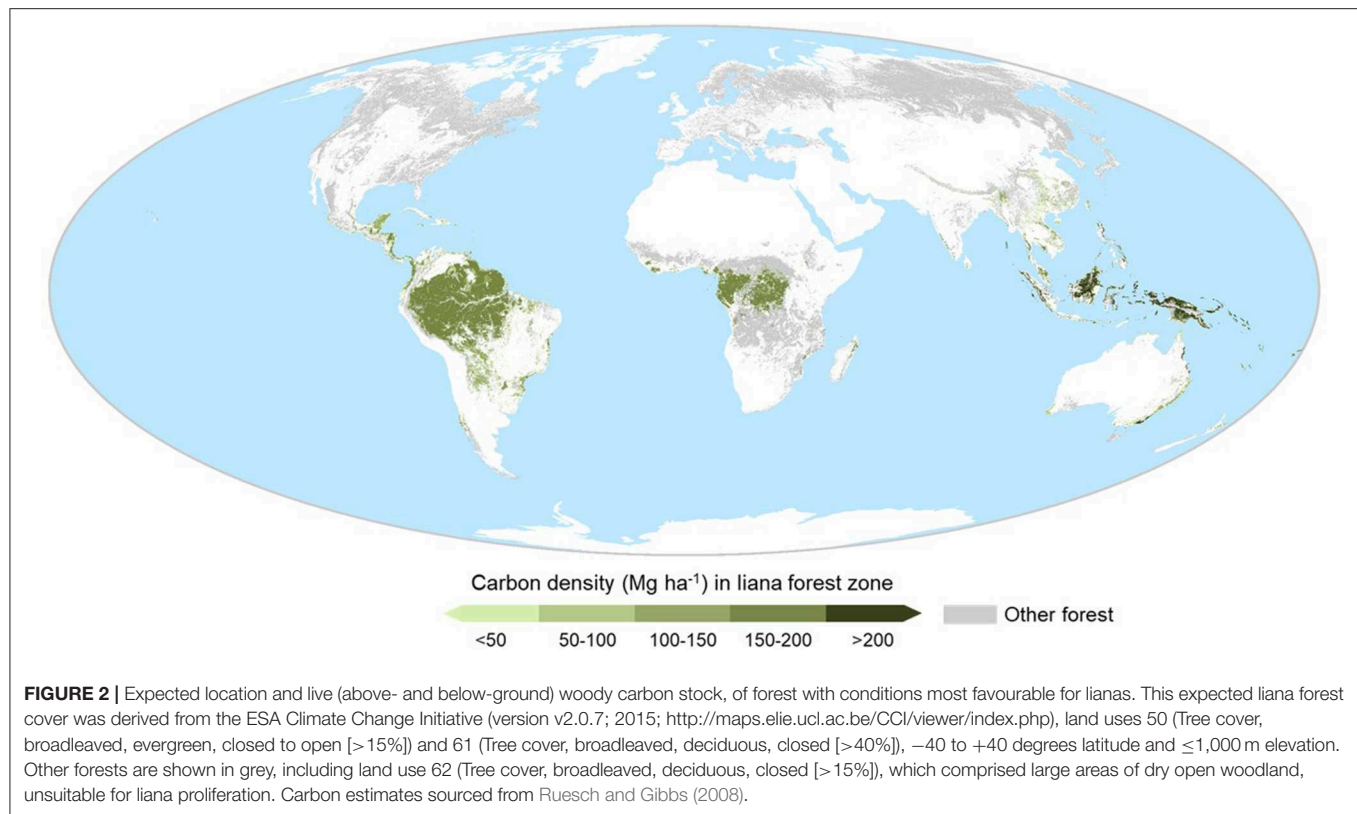 Carbon density (Mg ha⁻¹) in liana forest zone
<50 50-100 100-150 150-200 >200 Other forest
FIGURE 2 | Expected location and live (above- and below-ground) woody carbon stock, of forest with conditions most favourable for lianas. This expected liana forest
cover was derived from the ESA Climate Change Initiative (version v2.0.7; 2015; http://maps.elie.ucl.ac.be/CCI/viewer/index.php), land uses 50 (Tree cover,
broadleaved, evergreen, closed to open [>15%]) and 61 (Tree cover, broadleaved, deciduous, closed [>40%]), −40 to +40 degrees latitude and ≤1,000 m elevation.
Other forests are shown in grey, including land use 62 (Tree cover, broadleaved, deciduous, closed [>15%]), which comprised large areas of dry open woodland,
unsuitable for liana proliferation. Carbon estimates sourced from Ruesch and Gibbs (2008).